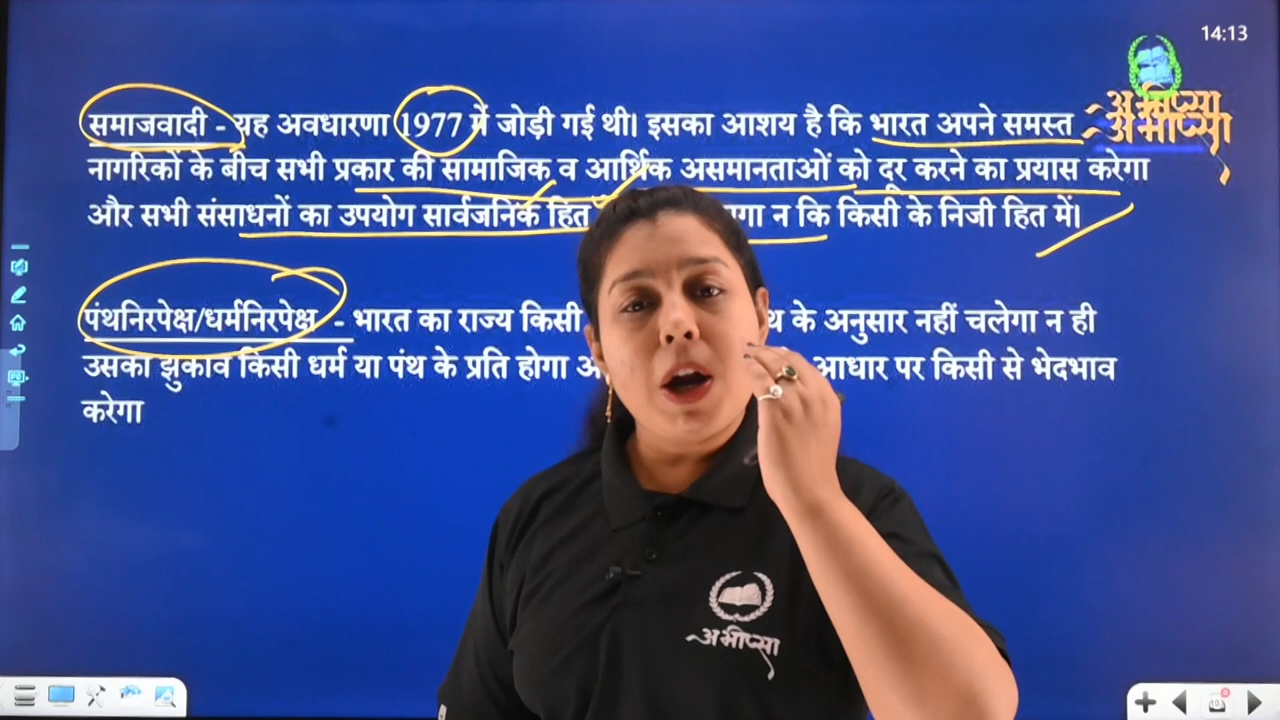 14:13
अभीप्सा
समाजवादी - यह अवधारणा 1977 में जोड़ी गई थी। इसका आशय है कि भारत अपने समस्त
नागरिकों के बीच सभी प्रकार की सामाजिक व आर्थिक असमानताओं को दूर करने का प्रयास करेगा
और सभी संसाधनों का उपयोग सार्वजनिक हित न कि किसी के निजी हित में।
पंथनिरपेक्ष/धर्मनिरपेक्ष - भारत का राज्य किसी के अनुसार नहीं चलेगा न ही
उसका झुकाव किसी धर्म या पंथ के प्रति होगा आधार पर किसी से भेदभाव
करेगा
अभीप्सा